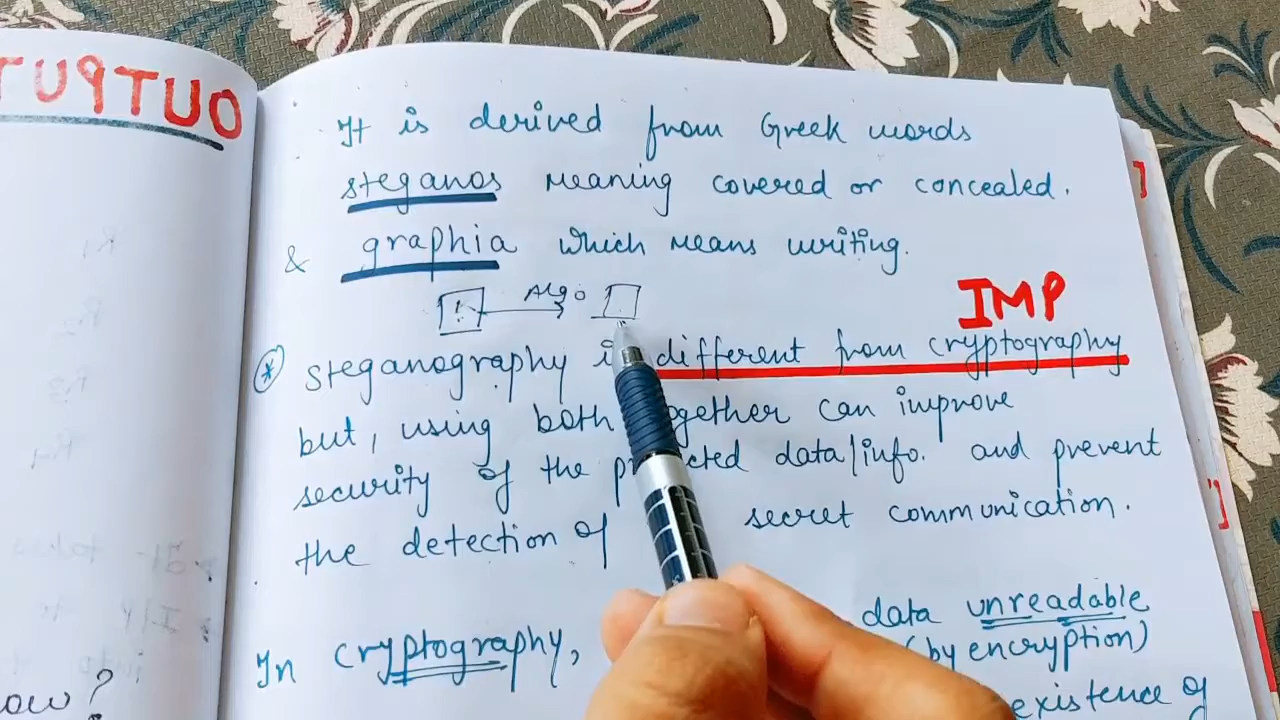 OUTPUT
It is derived from Greek words
steganos meaning covered or concealed.
& graphia which means writing.
Algo
IMP
* Steganography is different from cryptography
but, using both together can improve
security of the protected data/info. and prevent
the detection of secret communication.
In cryptography, data unreadable
(by encryption)
existence of